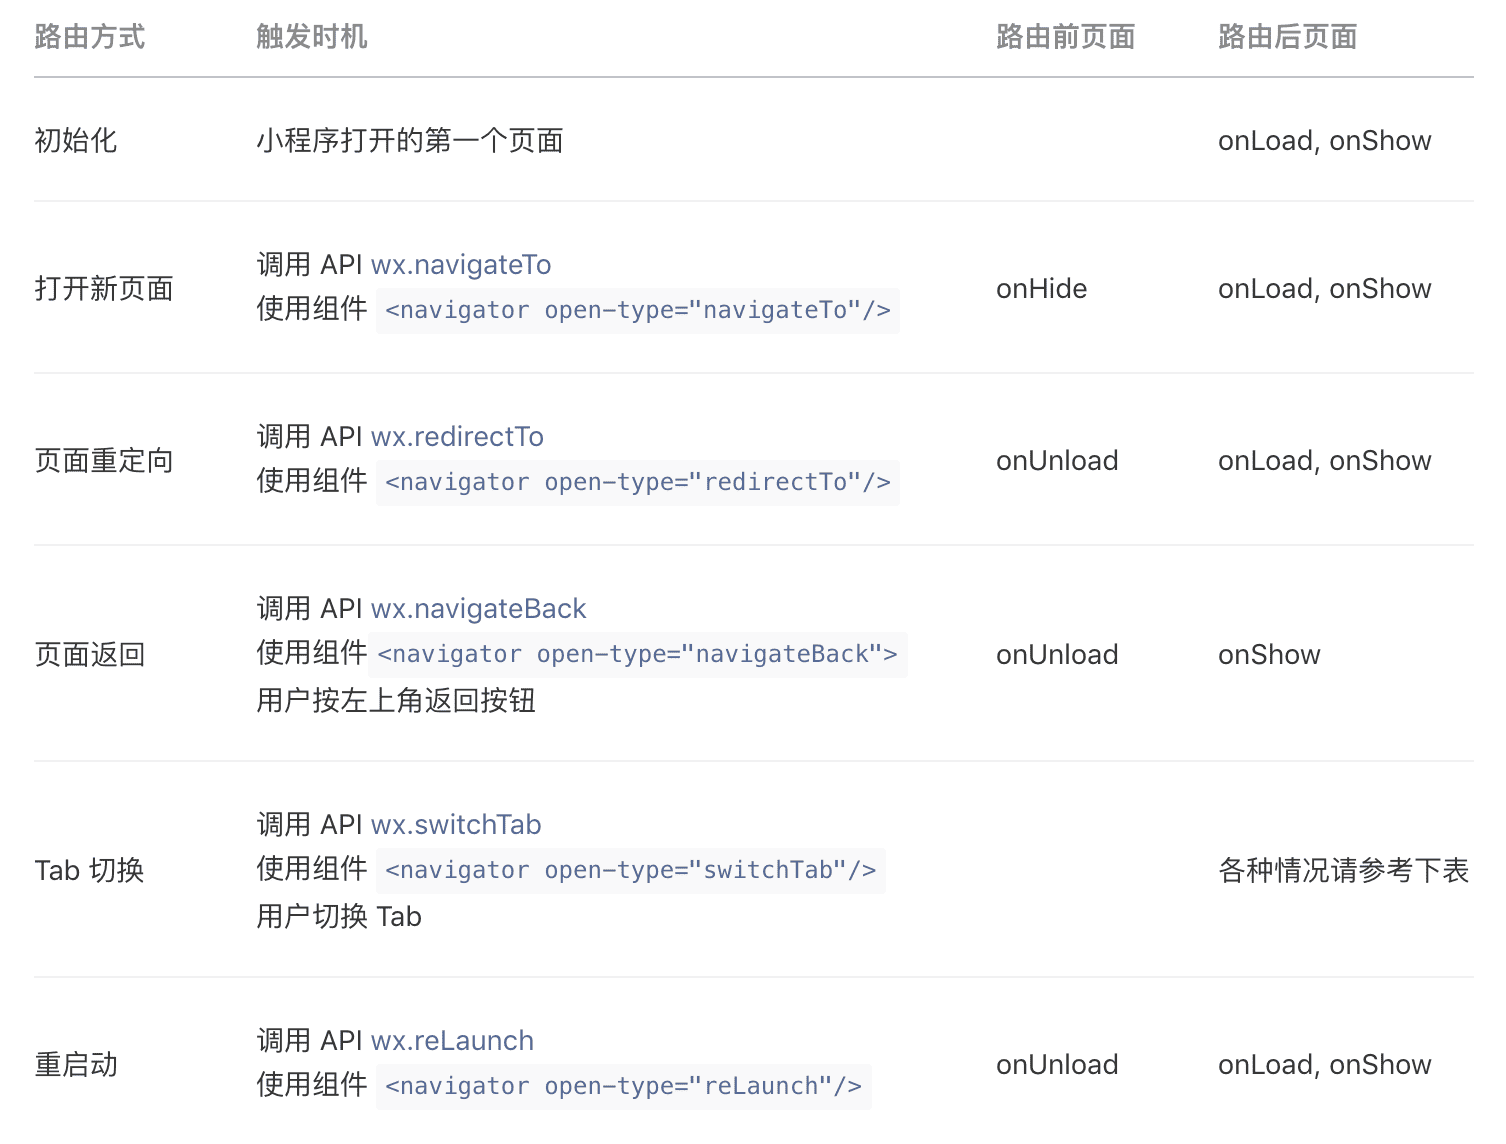 路由方式 触发时机 路由前页面 路由后页面
初始化 小程序打开的第一个页面 onLoad, onShow
打开新页面 调用 API wx.navigateTo
使用组件 <navigator open-type="navigateTo"/> onHide onLoad, onShow
页面重定向 调用 API wx.redirectTo
使用组件 <navigator open-type="redirectTo"/> onUnload onLoad, onShow
页面返回 调用 API wx.navigateBack
使用组件<navigator open-type="navigateBack">
用户按左上角返回按钮 onUnload onShow
Tab 切换 调用 API wx.switchTab
使用组件 <navigator open-type="switchTab"/>
用户切换 Tab 各种情况请参考下表
重启动 调用 API wx.reLaunch
使用组件 <navigator open-type="reLaunch"/> onUnload onLoad, onShow